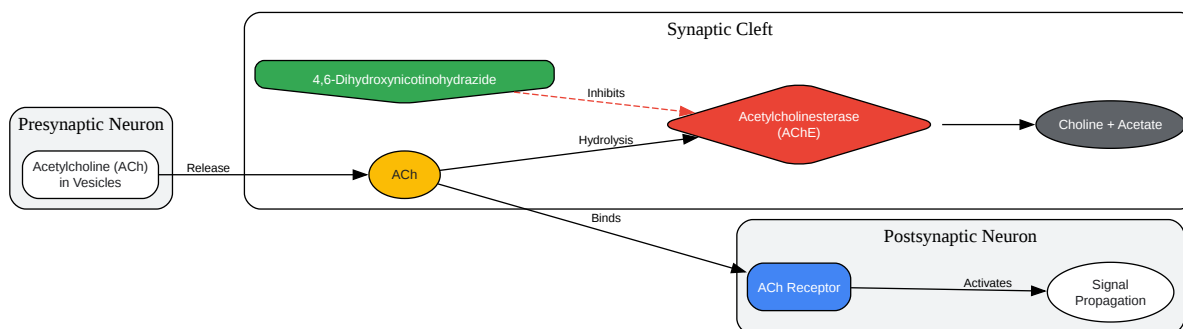 Synaptic Cleft
4,6-Dihydroxynicotinohydrazide
Inhibits
Acetylcholinesterase
(AChE)
Choline + Acetate
Presynaptic Neuron
Acetylcholine (ACh)
in Vesicles
Release
ACh
Hydrolysis
Binds
Postsynaptic Neuron
ACh Receptor
Activates
Signal
Propagation